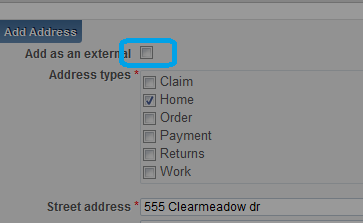 Add Address
Add as an external
Address types *
Claim
Home
Order
Payment
Returns
Work
Street address * 555 Clearmeadow dr